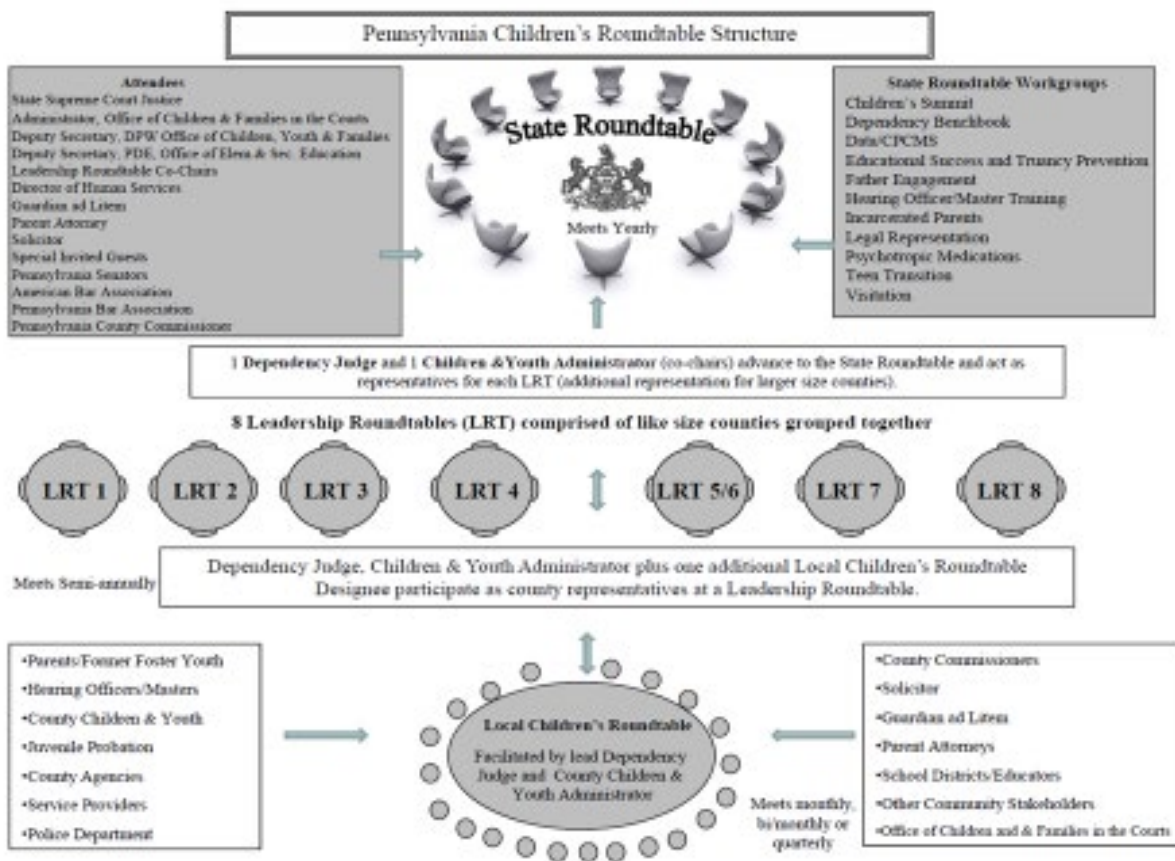 Pennsylvania Children's Roundtable Structure
Attendees
State Supreme Court Justice
Administrator, Office of Children & Families in the Courts
Deputy Secretary, DPW Office of Children, Youth & Families
Deputy Secretary, PDE, Office of Elem & Sec. Education
Leadership Roundtable Co-Chairs
Director of Human Services
Guardian ad Litem
Parent Attorney
Solicitor
Special Invited Guests
Pennsylvania Senators
American Bar Association
Pennsylvania Bar Association
Pennsylvania County Commissioner
State Roundtable
Meets Yearly
State Roundtable Workgroups
Children's Summit
Dependency Benchbook
Data/CPCMS
Educational Success and Truancy Prevention
Father Engagement
Hearing Officer/Master Training
Incarcerated Parents
Legal Representation
Psychotropic Medications
Teen Transition
Visitation
1 Dependency Judge and 1 Children &Youth Administrator (co-chairs) advance to the State Roundtable and act as
representatives for each LRT (additional representation for larger size counties).
8 Leadership Roundtables (LRT) comprised of like size counties grouped together
LRT 1
LRT 2
LRT 3
LRT 4
LRT 5/6
LRT 7
LRT 8
Meets Semi-annually
Dependency Judge, Children & Youth Administrator plus one additional Local Children's Roundtable
Designee participate as county representatives at a Leadership Roundtable.
•Parents/Former Foster Youth
•Hearing Officers/Masters
•County Children & Youth
•Juvenile Probation
•County Agencies
•Service Providers
•Police Department
Local Children's Roundtable
Facilitated by lead Dependency
Judge and County Children &
Youth Administrator
Meets monthly,
bi/monthly or
quarterly
•County Commissioners
•Solicitor
•Guardian ad Litem
•Parent Attorneys
•School Districts/Educators
•Other Community Stakeholders
•Office of Children and & Families in the Courts